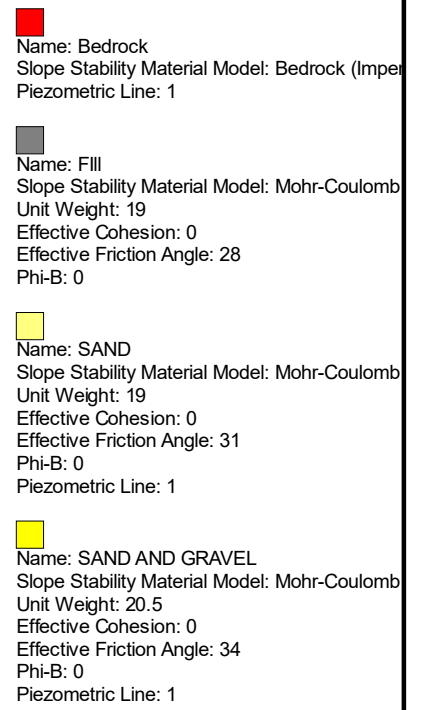 Name: Bedrock
Slope Stability Material Model: Bedrock (Imper
Piezometric Line: 1
Name: FIll
Slope Stability Material Model: Mohr-Coulomb
Unit Weight: 19
Effective Cohesion: 0
Effective Friction Angle: 28
Phi-B: 0
Name: SAND
Slope Stability Material Model: Mohr-Coulomb
Unit Weight: 19
Effective Cohesion: 0
Effective Friction Angle: 31
Phi-B: 0
Piezometric Line: 1
Name: SAND AND GRAVEL
Slope Stability Material Model: Mohr-Coulomb
Unit Weight: 20.5
Effective Cohesion: 0
Effective Friction Angle: 34
Phi-B: 0
Piezometric Line: 1